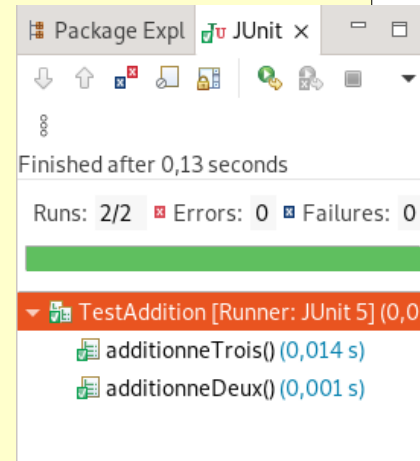 Package Expl JUnit
Finished after 0,13 seconds
Runs: 2/2 Errors: 0 Failures: 0
TestAddition [Runner: JUnit 5] (0,0
additionneTrois() (0,014 s)
additionneDeux() (0,001 s)